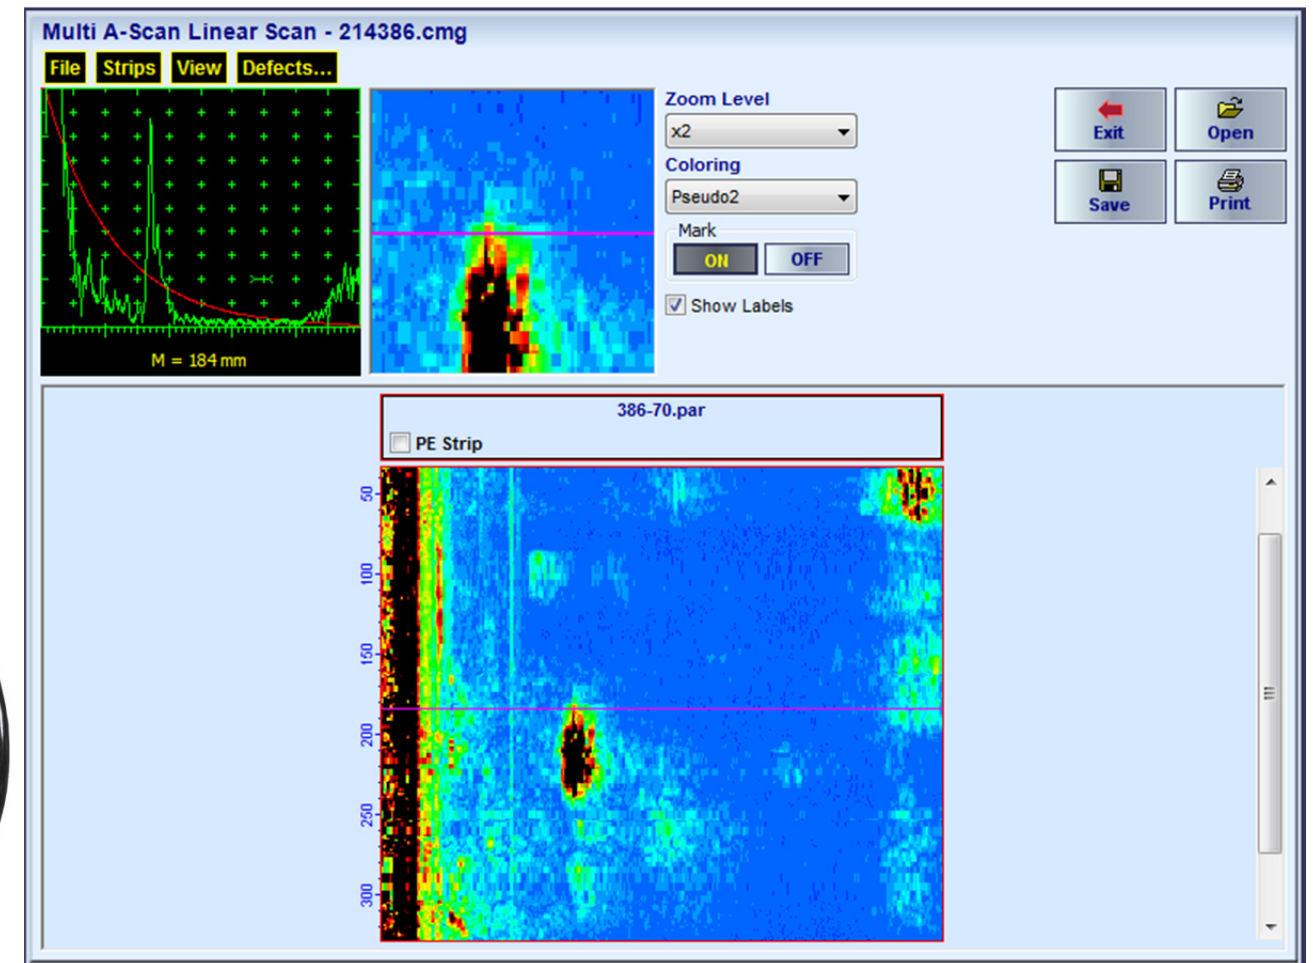 Multi A-Scan Linear Scan - 214386.cmg
File Strips View Defects...
M = 184 mm
Zoom Level
x2
Coloring
Pseudo2
Mark
ON OFF
Show Labels
Exit Open
Save Print
386-70.par
PE Strip
50
100
150
200
250
300